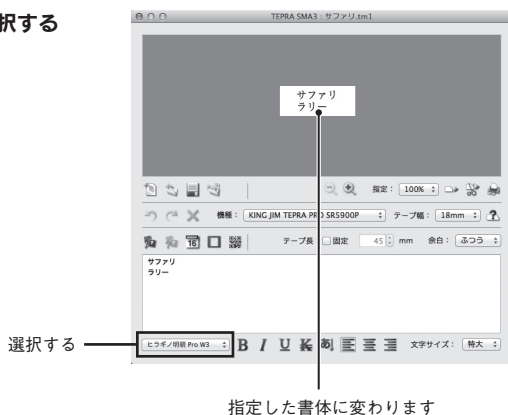 択する
TEPRA SMA3：サファリ.tm1
サファリ
ラリー
指定： 100%
機種： KING JIM TEPRA PRO SR5900P テープ幅： 18mm ?
16 テープ長 固定 45 mm 余白： ふつう
サファリ
ラリー
選択する
ヒラギノ明朝 Pro W3 B I U K あ 文字サイズ： 特大
指定した書体に変わります